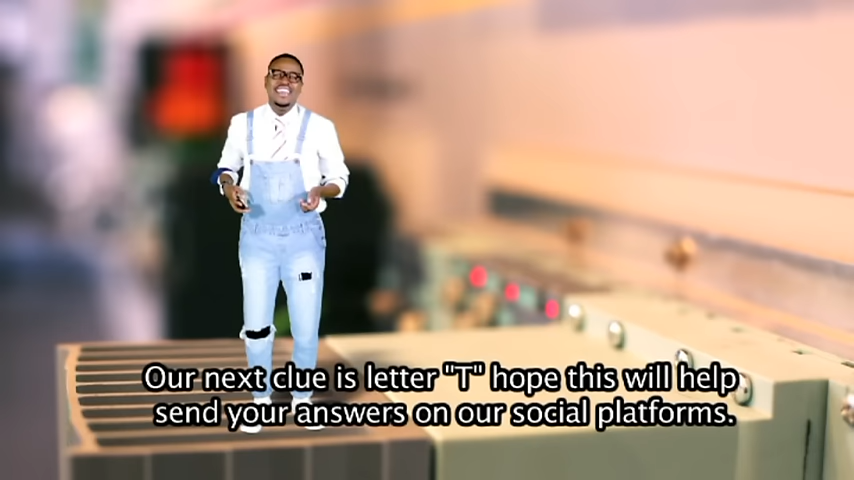 Our next clue is letter "T" hope this will help
send your answers on our social platforms.